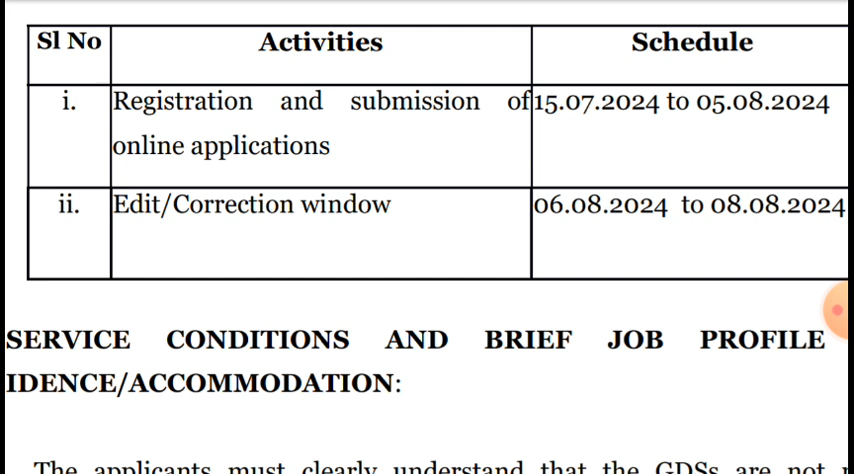 Sl No Activities Schedule
i. Registration and submission of 15.07.2024 to 05.08.2024
online applications
ii. Edit/Correction window 06.08.2024 to 08.08.2024
SERVICE CONDITIONS AND BRIEF JOB PROFILE
IDENCE/ACCOMMODATION:
The applicants must clearly understand that the GDSs are not